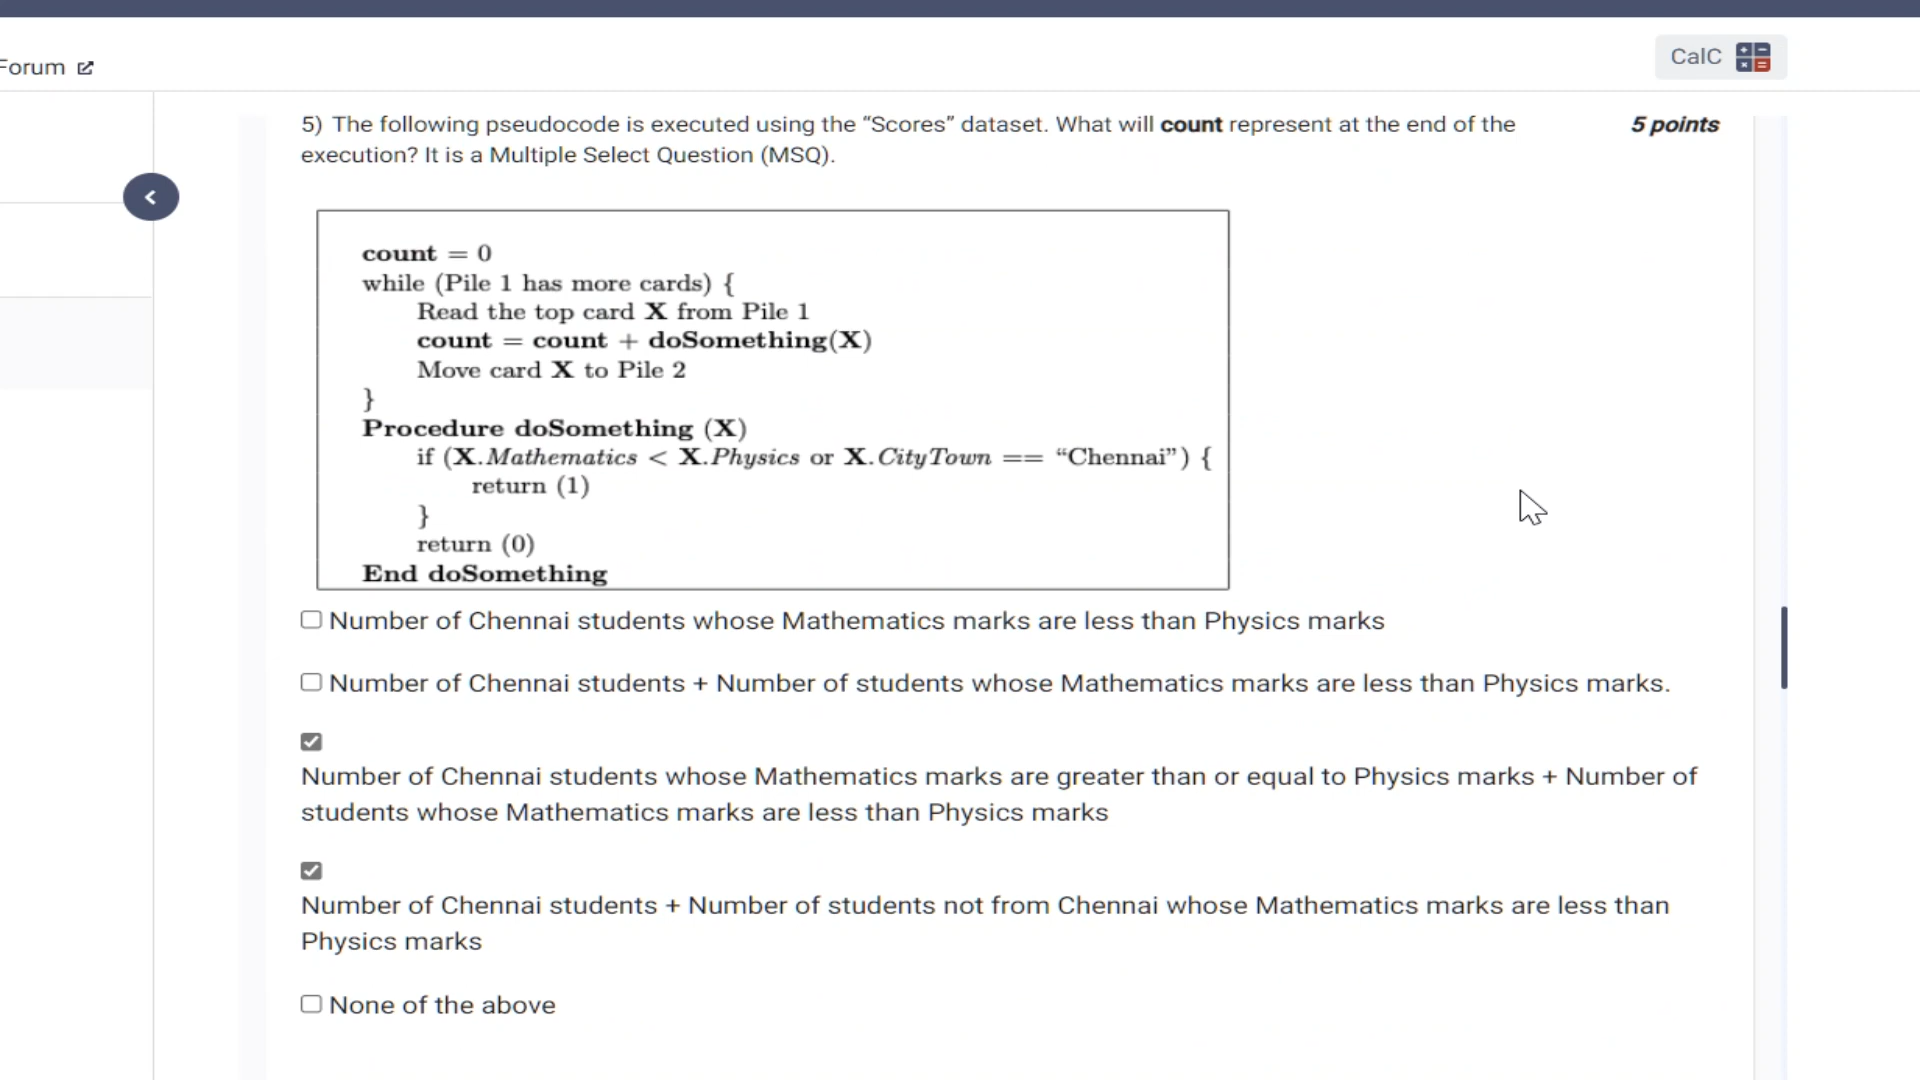 Forum
CalC
5) The following pseudocode is executed using the “Scores” dataset. What will count represent at the end of the
execution? It is a Multiple Select Question (MSQ).
5 points
count = 0
while (Pile 1 has more cards) {
Read the top card X from Pile 1
count = count + doSomething(X)
Move card X to Pile 2
}
Procedure doSomething (X)
if (X.Mathematics < X.Physics or X.CityTown == “Chennai”) {
return (1)
}
return (0)
End doSomething
Number of Chennai students whose Mathematics marks are less than Physics marks
Number of Chennai students + Number of students whose Mathematics marks are less than Physics marks.
Number of Chennai students whose Mathematics marks are greater than or equal to Physics marks + Number of
students whose Mathematics marks are less than Physics marks
Number of Chennai students + Number of students not from Chennai whose Mathematics marks are less than
Physics marks
None of the above